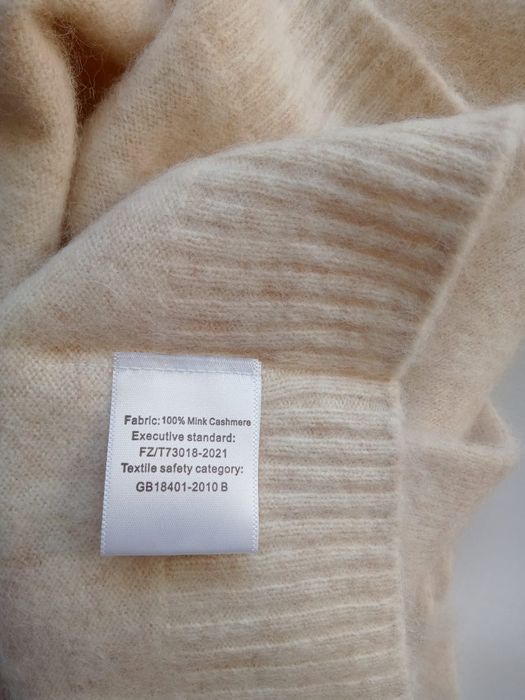 Fabric: 100% Mink Cashmere
Executive standard:
FZ/T73018-2021
Textile safety category:
GB18401-2010 B